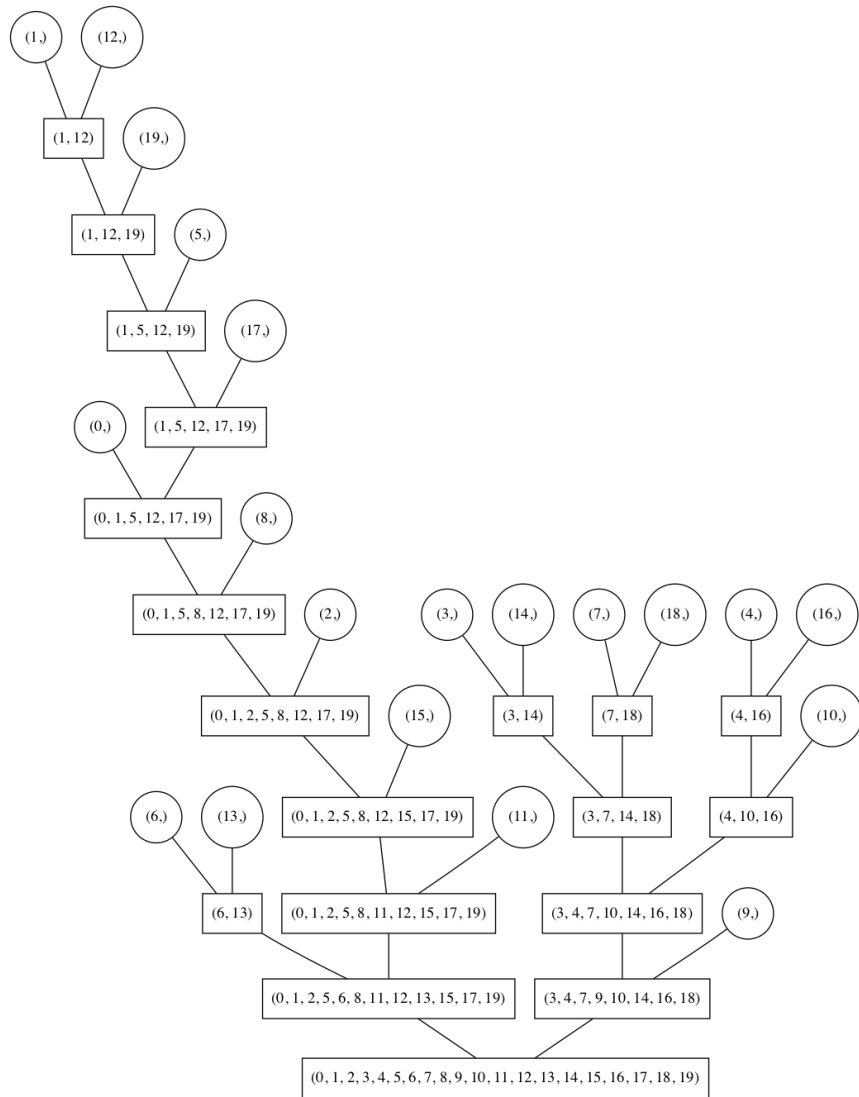 (1,) (12,)
(1, 12) (19,)
(1, 12, 19) (5,)
(1, 5, 12, 19) (17,)
(0,) (1, 5, 12, 17, 19)
(0, 1, 5, 12, 17, 19) (8,)
(0, 1, 5, 8, 12, 17, 19) (2,) (3,) (14,) (7,) (18,) (4,) (16,)
(0, 1, 2, 5, 8, 12, 17, 19) (15,) (3, 14) (7, 18) (4, 16) (10,)
(6,) (13,) (0, 1, 2, 5, 8, 12, 15, 17, 19) (11,) (3, 7, 14, 18) (4, 10, 16)
(6, 13) (0, 1, 2, 5, 8, 11, 12, 15, 17, 19) (3, 4, 7, 10, 14, 16, 18) (9,)
(0, 1, 2, 5, 6, 8, 11, 12, 13, 15, 17, 19) (3, 4, 7, 9, 10, 14, 16, 18)
(0, 1, 2, 3, 4, 5, 6, 7, 8, 9, 10, 11, 12, 13, 14, 15, 16, 17, 18, 19)